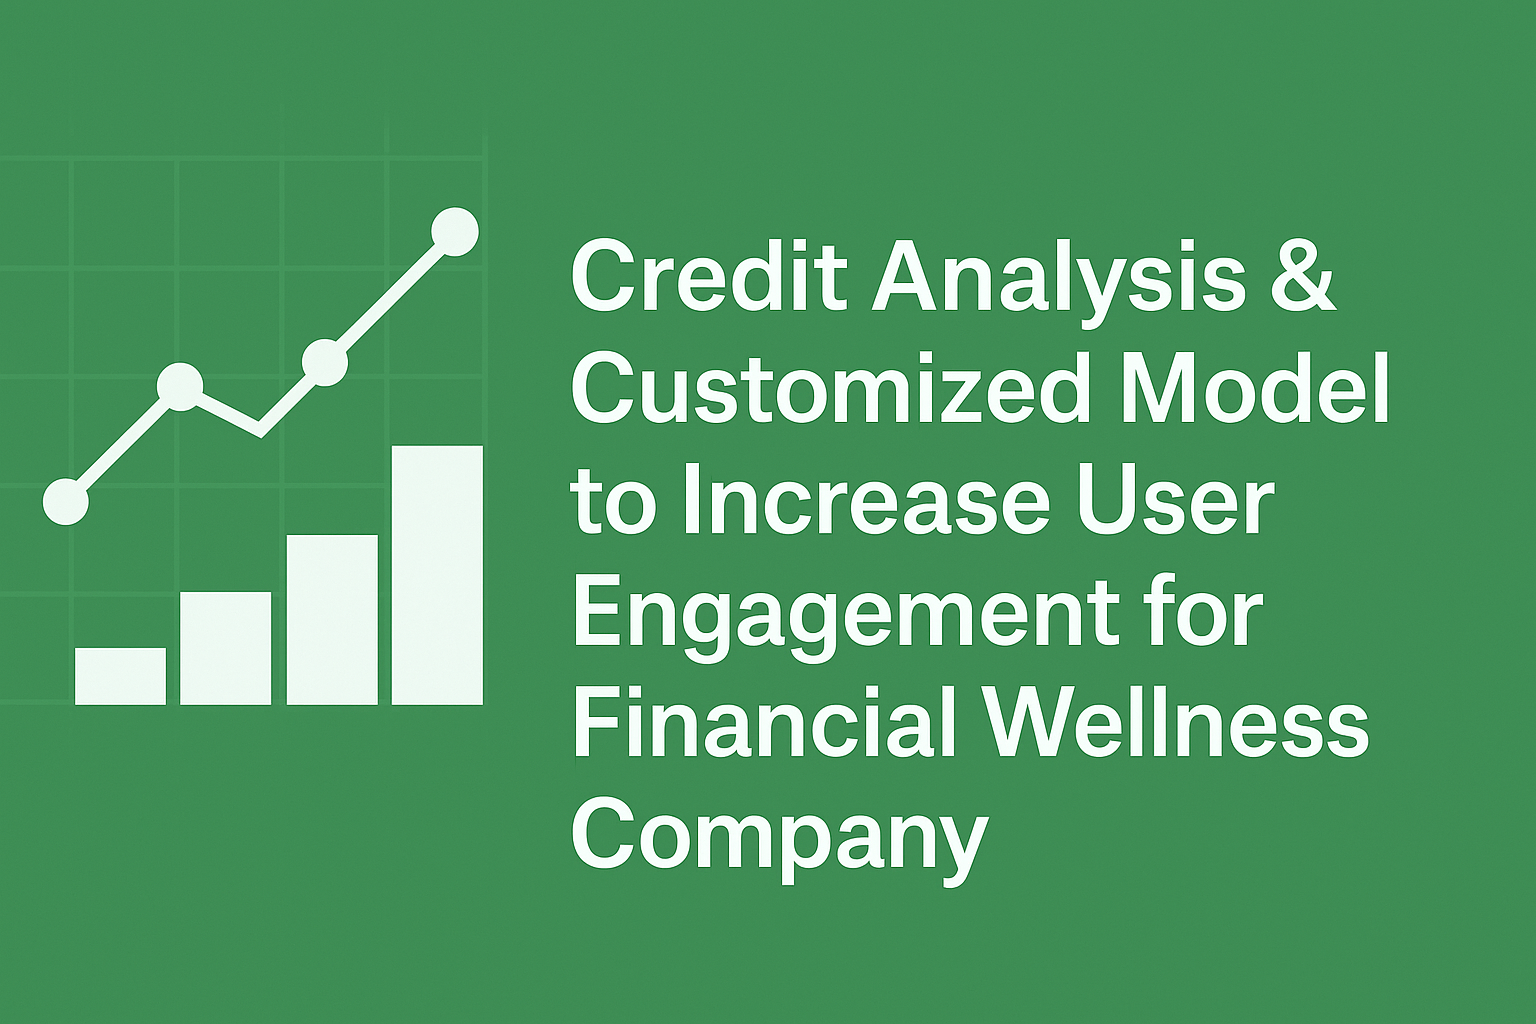 Credit Analysis &
Customized Model
to Increase User
Engagement for
Financial Wellness
Company